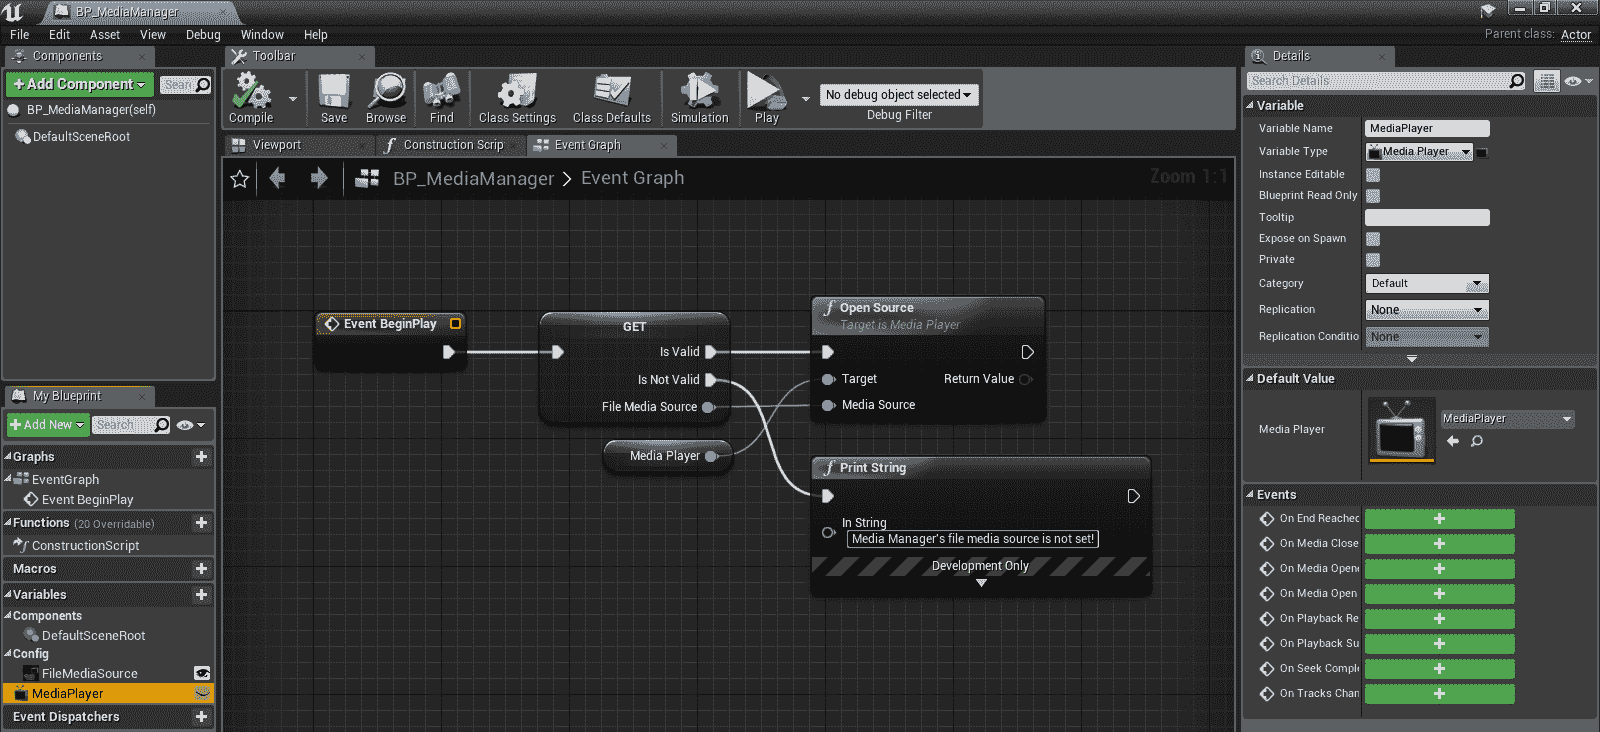 BP_MediaManager
File Edit Asset View Debug Window Help
Parent class: Actor
Components
Toolbar
Details
Add Component
Searc
BP_MediaManager(self)
DefaultSceneRoot
Compile
Save
Browse
Find
Class Settings
Class Defaults
Simulation
Play
No debug object selected
Debug Filter
Viewport
Construction Scrip
Event Graph
BP_MediaManager > Event Graph
Zoom 1:1
Event BeginPlay
GET
Is Valid
Is Not Valid
File Media Source
Media Player
Open Source
Target is Media Player
Target
Return Value
Media Source
Print String
In String
Media Manager's file media source is not set!
Development Only
My Blueprint
Add New
Search
Graphs
EventGraph
Event BeginPlay
Functions (20 Overridable)
ConstructionScript
Macros
Variables
Components
DefaultSceneRoot
Config
FileMediaSource
MediaPlayer
Event Dispatchers
Search Details
Variable
Variable Name MediaPlayer
Variable Type Media Player
Instance Editable
Blueprint Read Only
Tooltip
Expose on Spawn
Private
Category Default
Replication None
Replication Conditio None
Default Value
Media Player MediaPlayer
Events
On End Reached
On Media Close
On Media Opene
On Media Open
On Playback Re
On Playback Su
On Seek Comple
On Tracks Chan